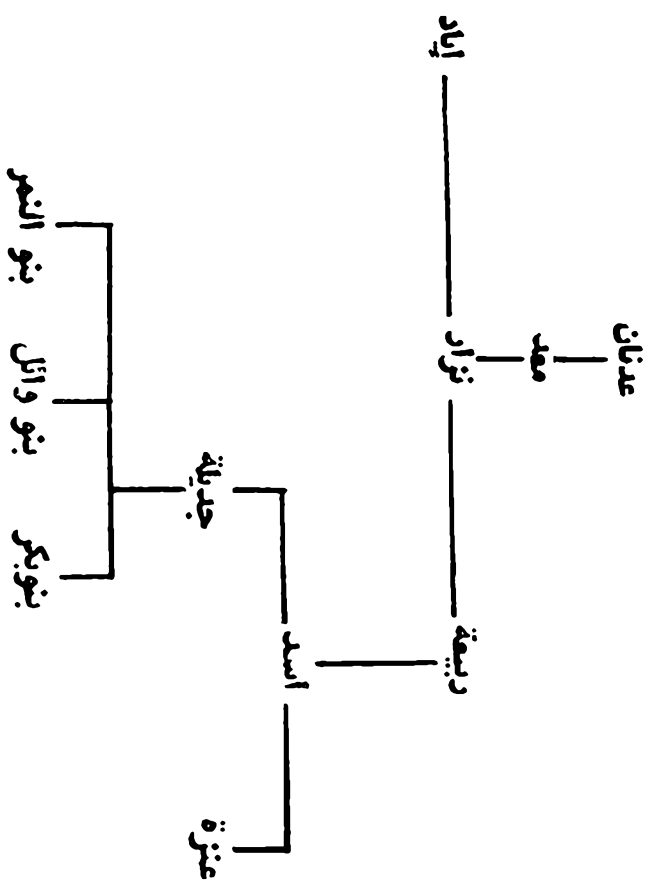 عدنان
معد
نزار
إياد
ربيعة
أسد
جديلة
عنزة
بنو النمر
بنو وائل
بنو بكر